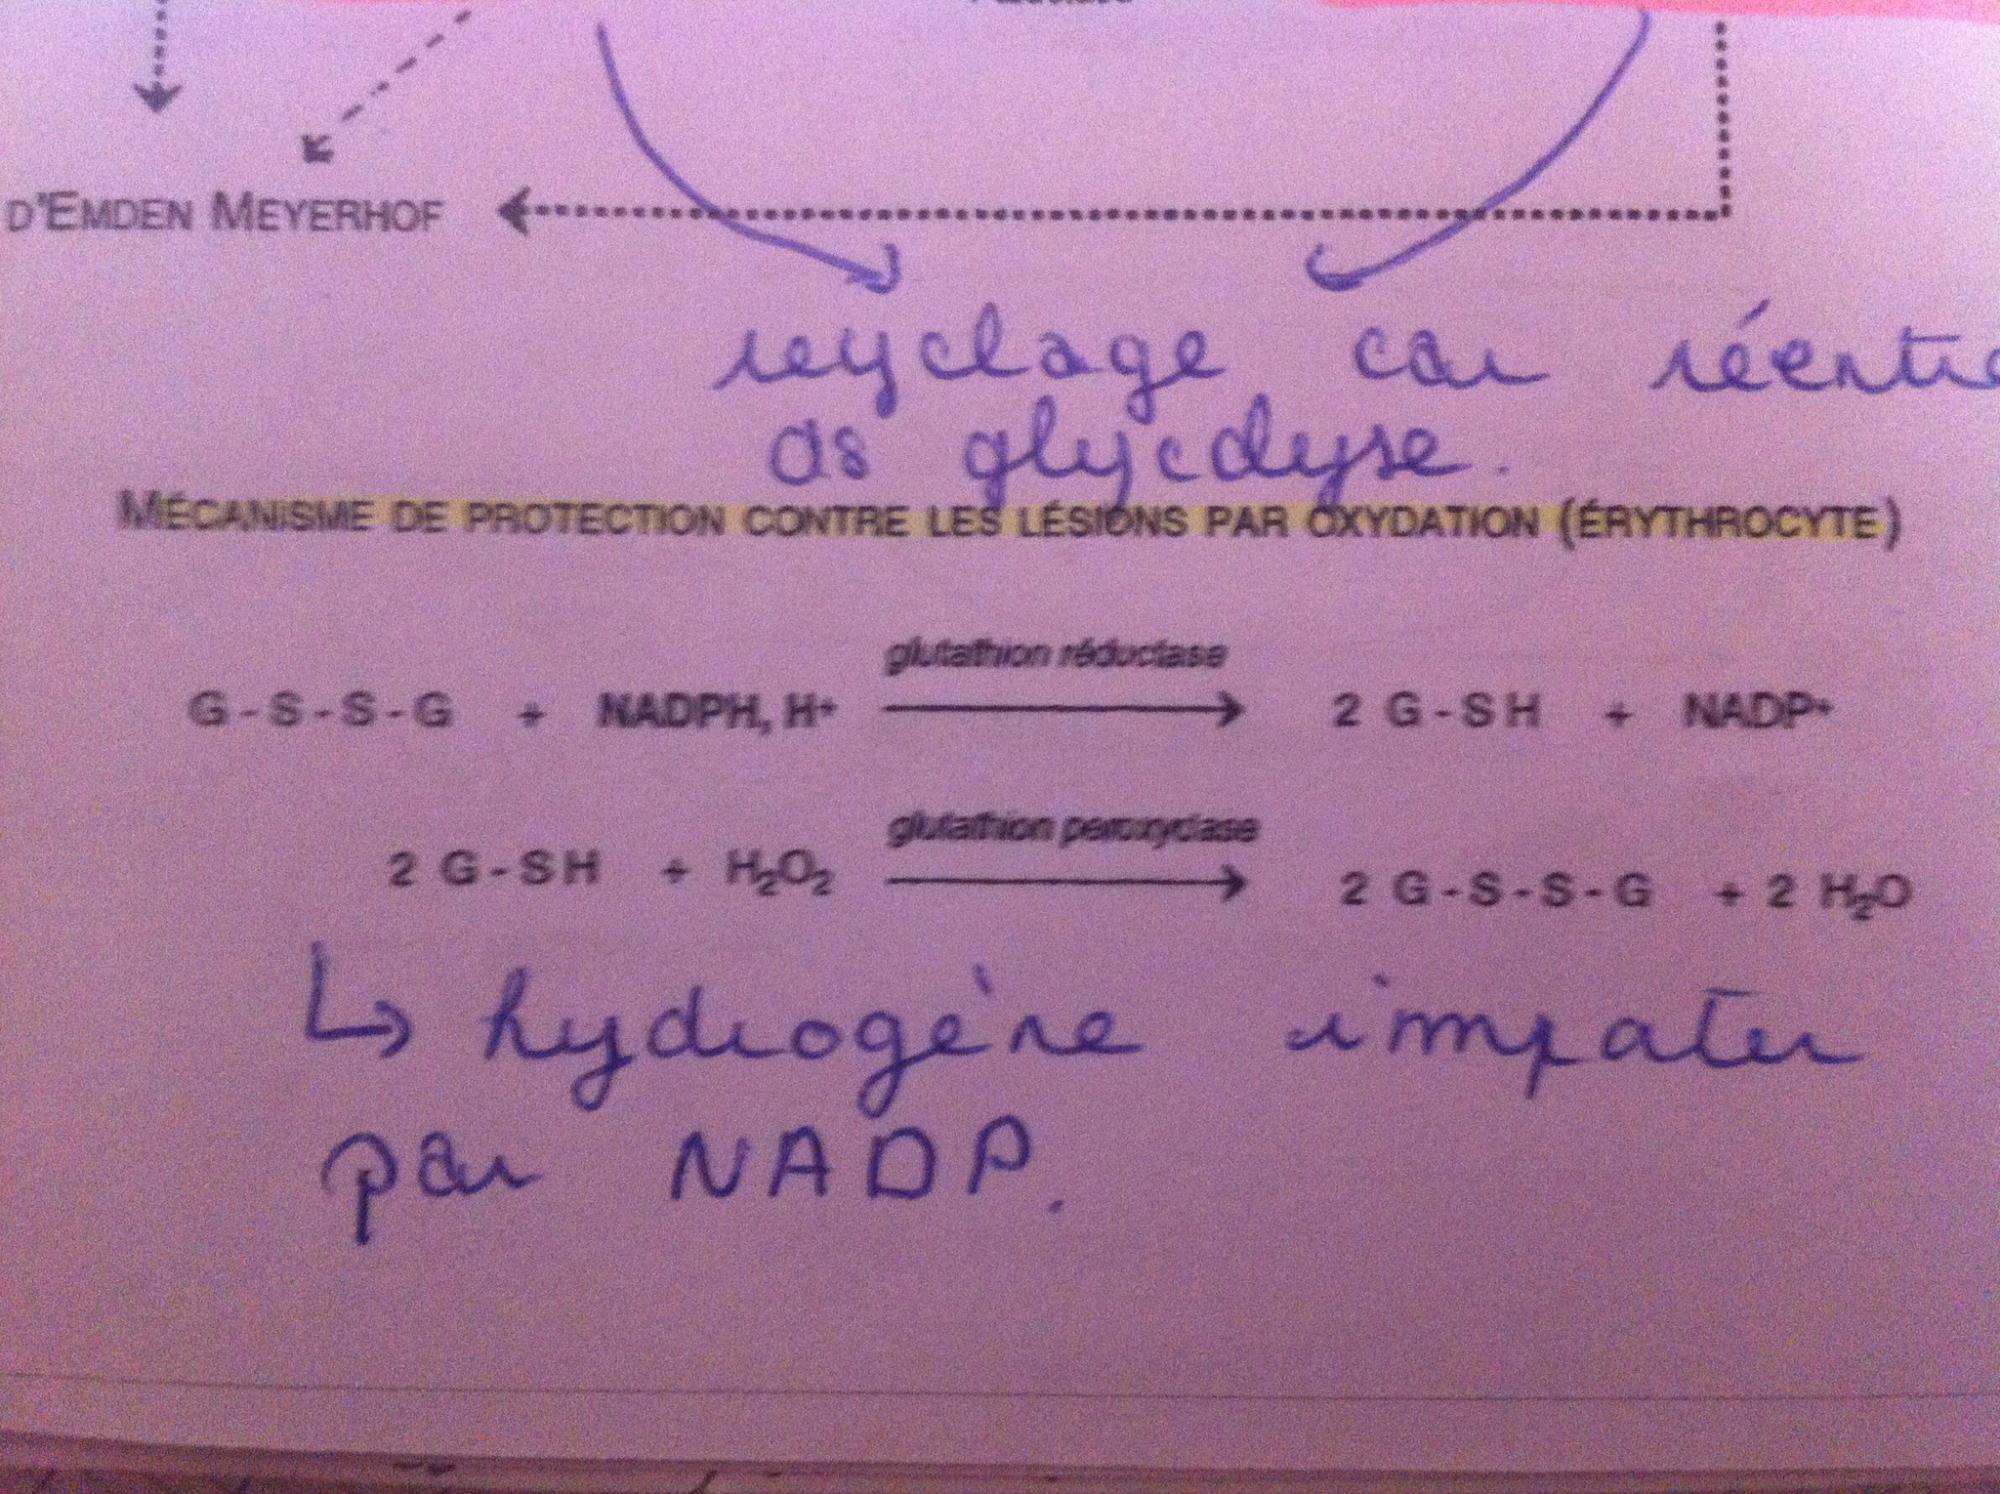 D'EMDEN MEYERHOF
recyclage car réentre
ds glycolyse.
MÉCANISME DE PROTECTION CONTRE LES LÉSIONS PAR OXYDATION (ÉRYTHROCYTE)
glutathion réductase
G-S-S-G + NADPH, H+ → 2 G-SH + NADP+
glutathion peroxydase
2 G-SH + H₂O₂ → 2 G-S-S-G + 2 H₂O
↳ hydrogène
par NADP.